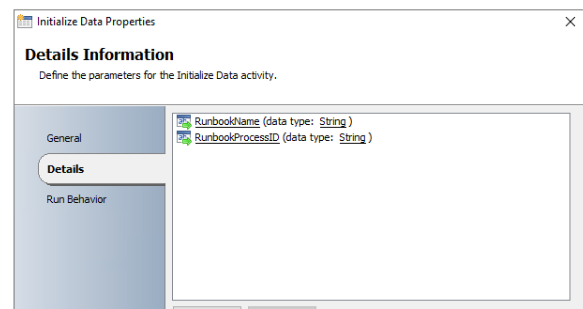 Initialize Data Properties
Details Information
Define the parameters for the Initialize Data activity.
General
Details
Run Behavior
RunbookName (data type: String )
RunbookProcessID (data type: String )